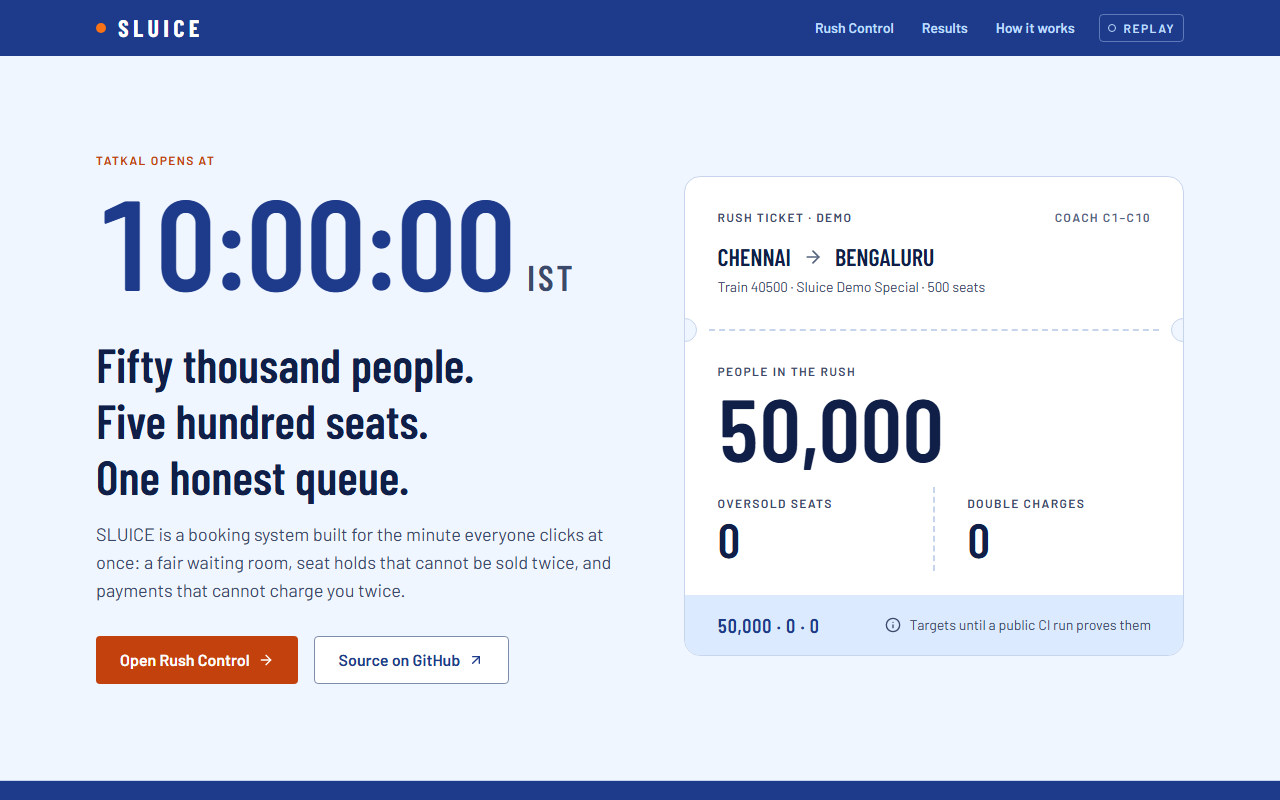 SLUICE
Rush Control
Results
How it works
REPLAY
TATKAL OPENS AT
10:00:00 IST
Fifty thousand people.
Five hundred seats.
One honest queue.
SLUICE is a booking system built for the minute everyone clicks at
once: a fair waiting room, seat holds that cannot be sold twice, and
payments that cannot charge you twice.
Open Rush Control
Source on GitHub
RUSH TICKET · DEMO
COACH C1–C10
CHENNAI → BENGALURU
Train 40500 · Sluice Demo Special · 500 seats
PEOPLE IN THE RUSH
50,000
OVERSOLD SEATS
0
DOUBLE CHARGES
0
50,000 · 0 · 0
Targets until a public CI run proves them